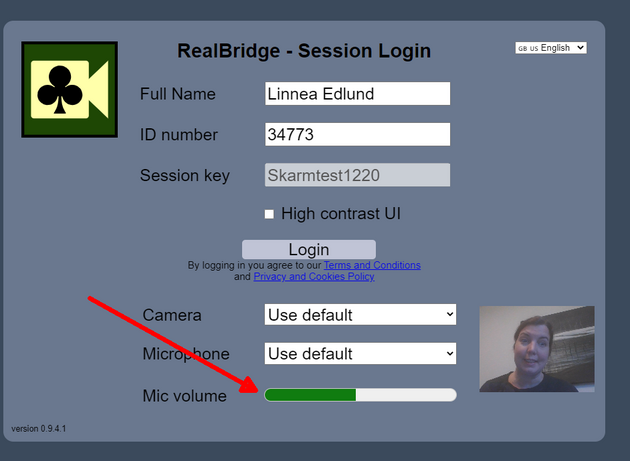 RealBridge - Session Login
GB US English
Full Name
Linnea Edlund
ID number
34773
Session key
Skarmtest1220
High contrast UI
Login
By logging in you agree to our Terms and Conditions
and Privacy and Cookies Policy
Camera
Use default
Microphone
Use default
Mic volume
version 0.9.4.1